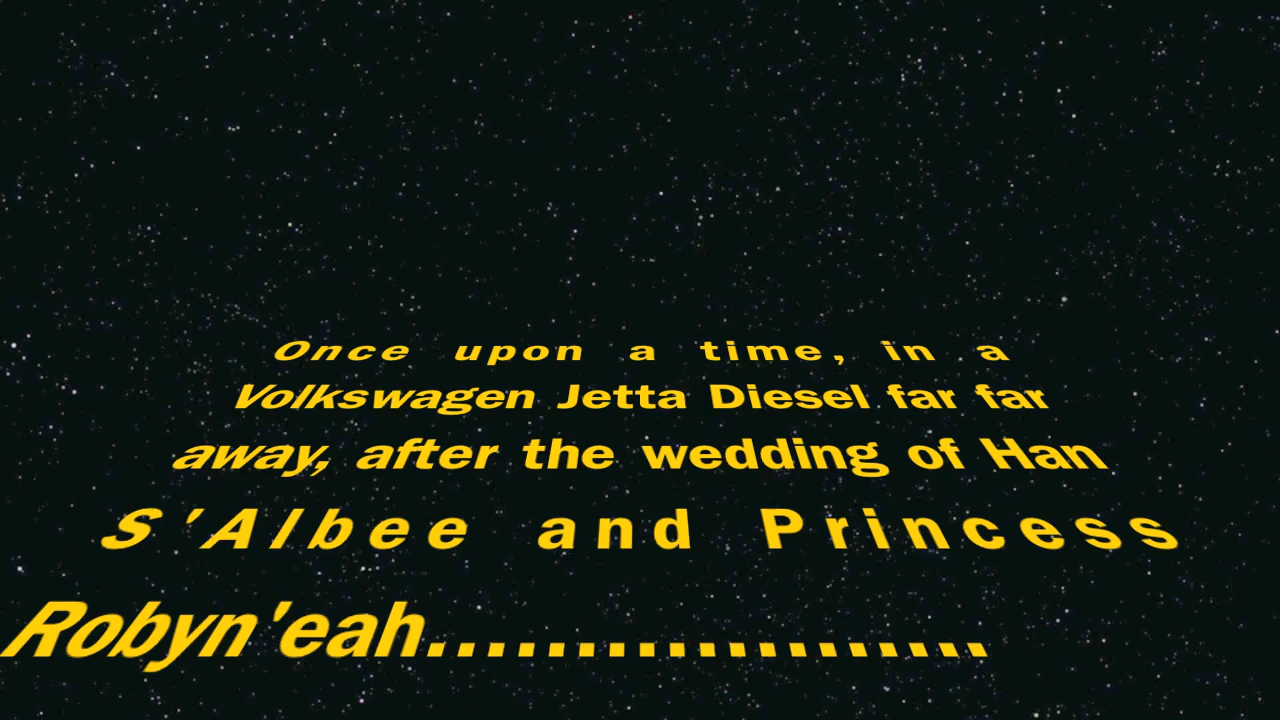 Once upon a time, in a
Volkswagen Jetta Diesel far far
away, after the wedding of Han
S'Albee and Princess
Robyn'eah...................